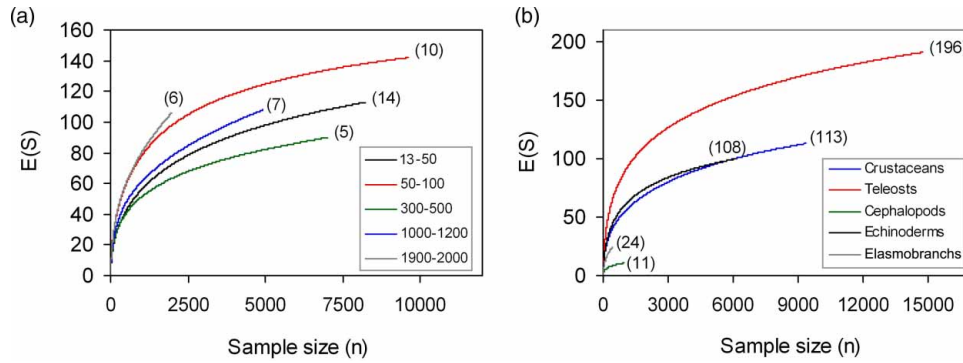 (a)
160
140
120
100
80
60
40
20
0
E(S)
0 2500 5000 7500 10000
Sample size (n)
(6)
(10)
(7)
(14)
(5)
13-50
50-100
300-500
1000-1200
1900-2000
(b)
200
150
100
50
0
E(S)
0 3000 6000 9000 12000 15000
Sample size (n)
(196
(108)
(113)
(24)
(11)
Crustaceans
Teleosts
Cephalopods
Echinoderms
Elasmobranchs